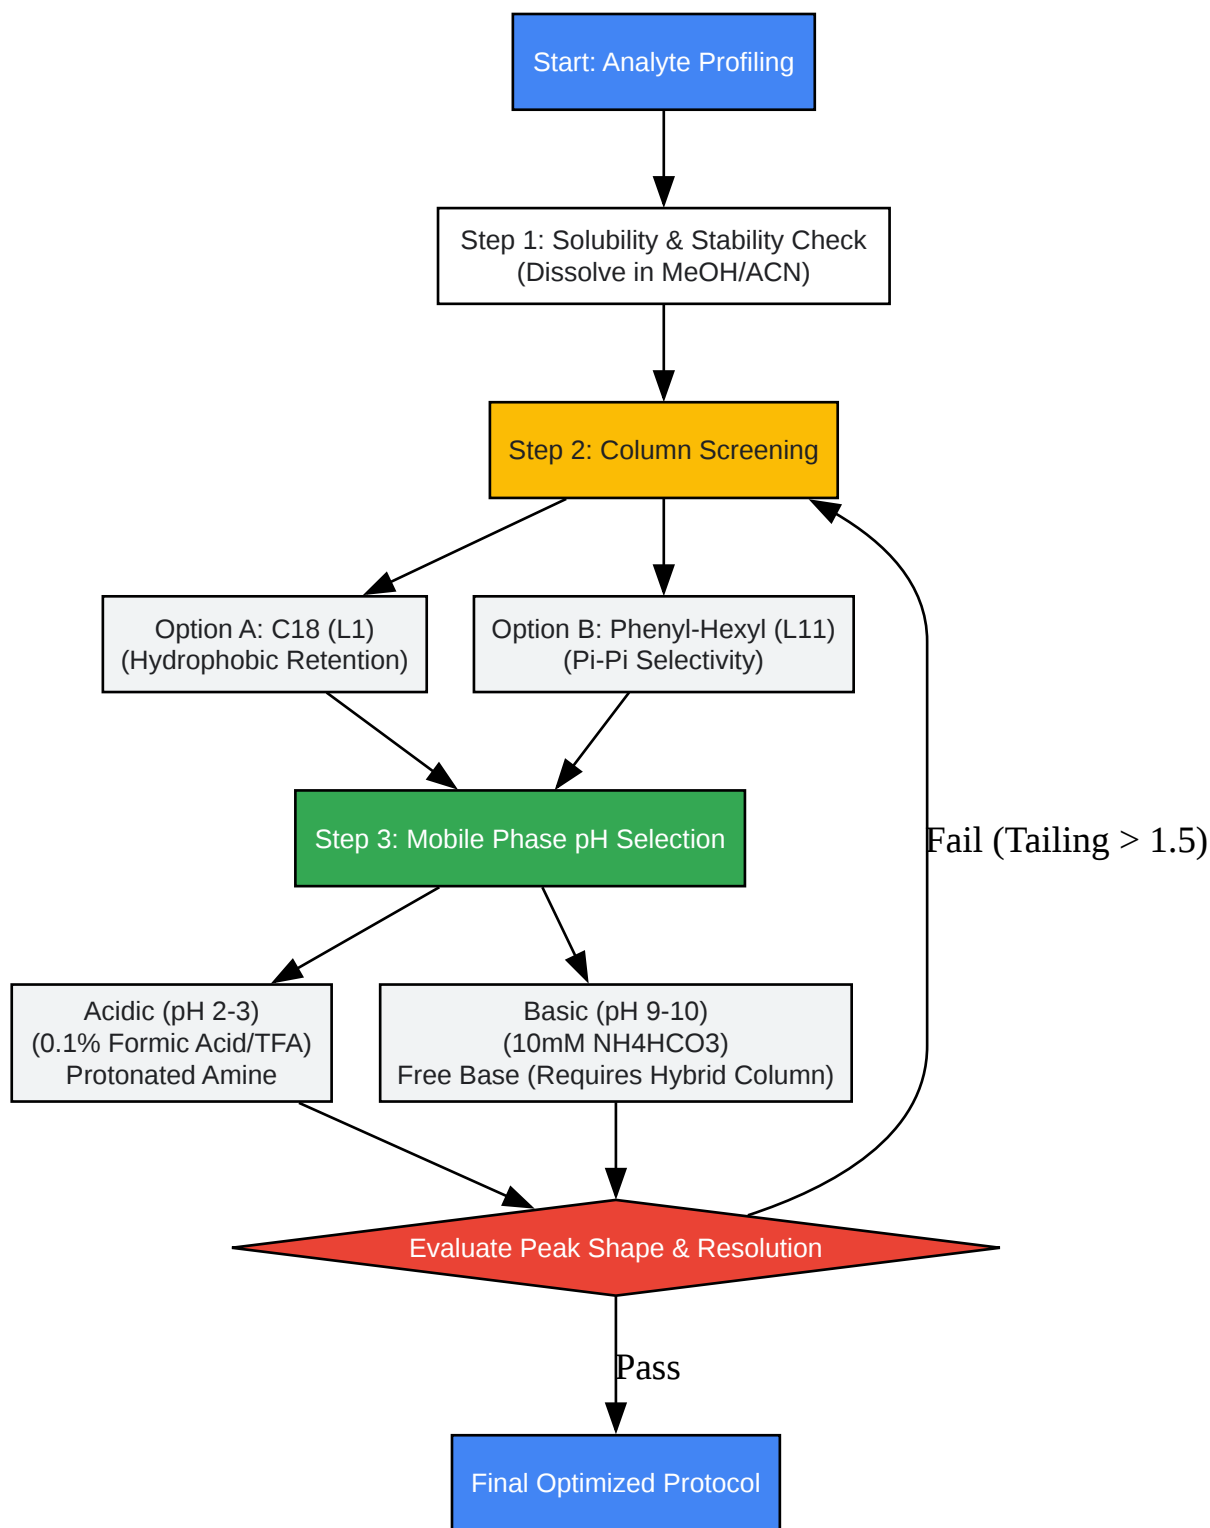 Start: Analyte Profiling
Step 1: Solubility & Stability Check
(Dissolve in MeOH/ACN)
Step 2: Column Screening
Option A: C18 (L1)
(Hydrophobic Retention)
Option B: Phenyl-Hexyl (L11)
(Pi-Pi Selectivity)
Step 3: Mobile Phase pH Selection
Fail (Tailing > 1.5)
Acidic (pH 2-3)
(0.1% Formic Acid/TFA)
Protonated Amine
Basic (pH 9-10)
(10mM NH4HCO3)
Free Base (Requires Hybrid Column)
Evaluate Peak Shape & Resolution
Pass
Final Optimized Protocol